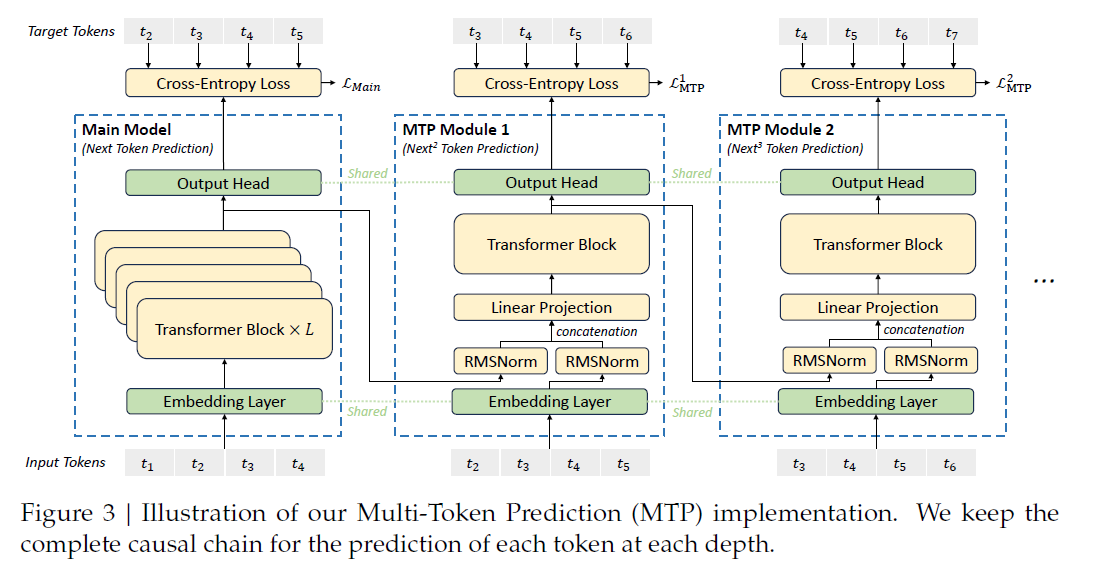 Target Tokens t₂ t₃ t₄ t₅ t₃ t₄ t₅ t₆ t₄ t₅ t₆ t₇
Cross-Entropy Loss ℒ_Main Cross-Entropy Loss ℒ¹_MTP Cross-Entropy Loss ℒ²_MTP
Main Model MTP Module 1 MTP Module 2
(Next Token Prediction) (Next² Token Prediction) (Next³ Token Prediction)
Output Head Shared Output Head Shared Output Head
Transformer Block Transformer Block
...
Transformer Block × L Linear Projection Linear Projection
concatenation concatenation
RMSNorm RMSNorm RMSNorm RMSNorm
Embedding Layer Shared Embedding Layer Shared Embedding Layer
Input Tokens t₁ t₂ t₃ t₄ t₂ t₃ t₄ t₅ t₃ t₄ t₅ t₆
Figure 3 | Illustration of our Multi-Token Prediction (MTP) implementation. We keep the
complete causal chain for the prediction of each token at each depth.